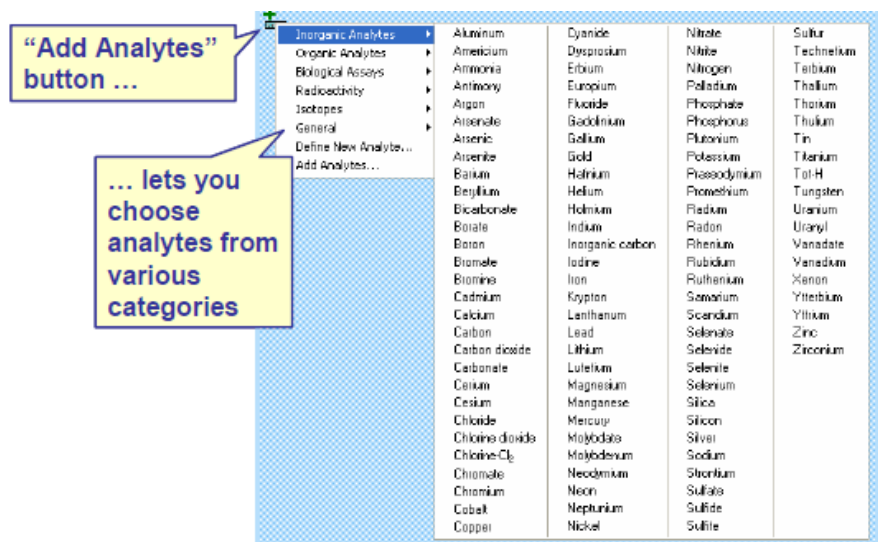 “Add Analytes”
button ...
... lets you
choose
analytes from
various
categories
Inorganic Analytes
Organic Analytes
Biological Assays
Radioactivity
Isotopes
General
Define New Analyte...
Add Analytes...
Aluminum
Americium
Ammonia
Antimony
Argon
Arsenate
Arsenic
Arsenite
Barium
Beryllium
Bicarbonate
Borate
Boron
Bromate
Bromine
Cadmium
Calcium
Carbon
Carbon dioxide
Carbonate
Cerium
Cesium
Chloride
Chlorine dioxide
Chlorine-Cl₂
Chromate
Chromium
Cobalt
Copper
Cyanide
Dysprosium
Erbium
Europium
Fluoride
Gadolinium
Gallium
Gold
Hafnium
Helium
Holmium
Indium
Inorganic carbon
Iodine
Iron
Krypton
Lanthanum
Lead
Lithium
Lutetium
Magnesium
Manganese
Mercury
Molybdate
Molybdenum
Neodymium
Neon
Neptunium
Nickel
Nitrate
Nitrite
Nitrogen
Palladium
Phosphate
Phosphorus
Plutonium
Potassium
Praseodymium
Promethium
Radium
Radon
Rhenium
Rubidium
Ruthenium
Samarium
Scandium
Selenate
Selenide
Selenite
Selenium
Silica
Silicon
Silver
Sodium
Strontium
Sulfate
Sulfide
Sulfite
Sulfur
Technetium
Terbium
Thallium
Thorium
Thulium
Tin
Titanium
Tot-H
Tungsten
Uranium
Uranyl
Vanadate
Vanadium
Xenon
Ytterbium
Yttrium
Zinc
Zirconium